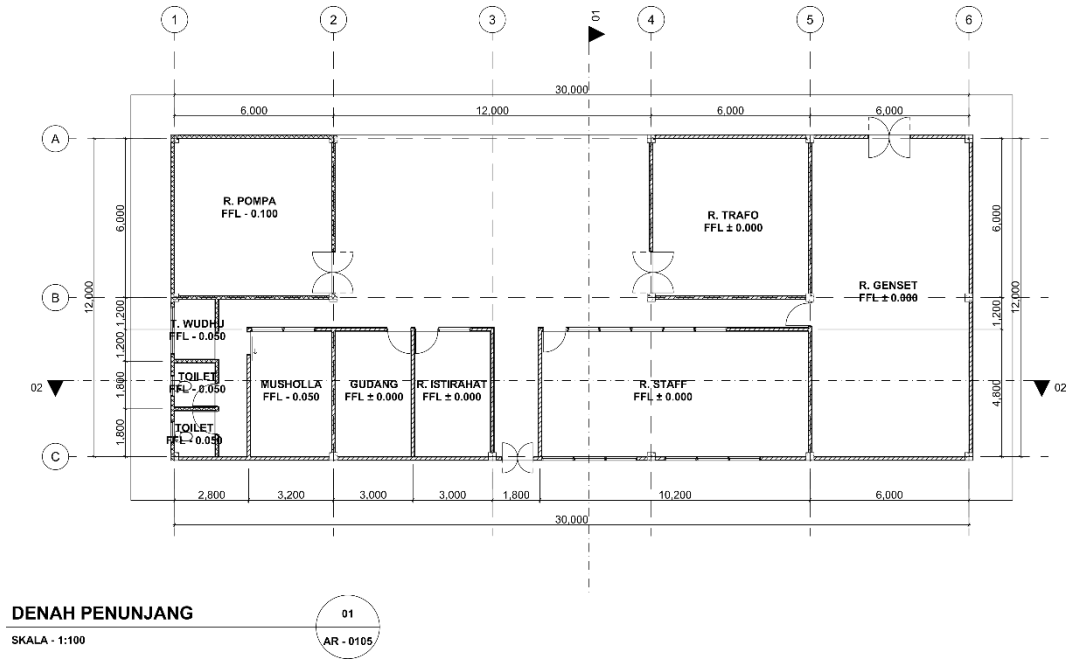 1
2
3
01
4
5
6
30,000
6,000
12,000
6,000
6,000
A
R. POMPA
FFL - 0.100
R. TRAFO
FFL ± 0.000
6,000
6,000
12,000
12,000
B
R. GENSET
FFL ± 0.000
1,200
1,200
T. WUDHU
FFL - 0.050
1,200
02
TOILET
FFL - 0.050
MUSHOLLA
FFL - 0.050
GUDANG
FFL ± 0.000
R. ISTIRAHAT
FFL ± 0.000
R. STAFF
FFL ± 0.000
02
1,800
4,800
TOILET
FFL - 0.050
1,800
C
2,800
3,200
3,000
3,000
1,800
10,200
6,000
30,000
DENAH PENUNJANG
SKALA - 1:100
01
AR - 0105